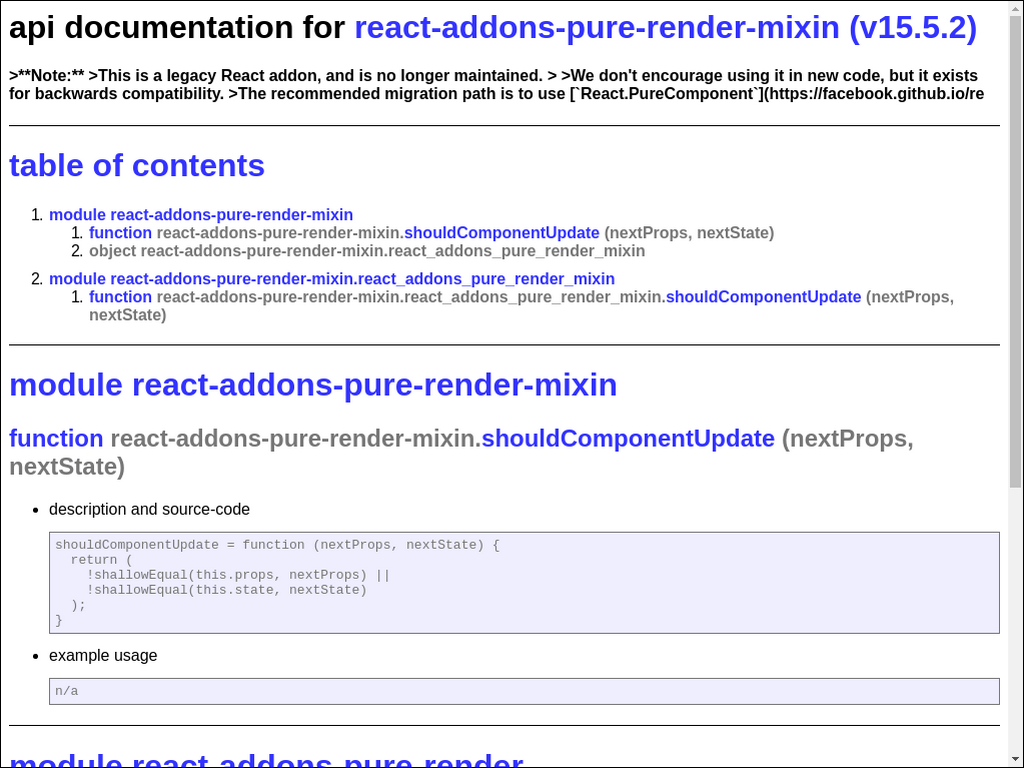 api documentation for react-addons-pure-render-mixin (v15.5.2)
>**Note:** >This is a legacy React addon, and is no longer maintained. > >We don't encourage using it in new code, but it exists
for backwards compatibility. >The recommended migration path is to use [`React.PureComponent`](https://facebook.github.io/re
table of contents
1. module react-addons-pure-render-mixin
1. function react-addons-pure-render-mixin.shouldComponentUpdate (nextProps, nextState)
2. object react-addons-pure-render-mixin.react_addons_pure_render_mixin
2. module react-addons-pure-render-mixin.react_addons_pure_render_mixin
1. function react-addons-pure-render-mixin.react_addons_pure_render_mixin.shouldComponentUpdate (nextProps,
nextState)
module react-addons-pure-render-mixin
function react-addons-pure-render-mixin.shouldComponentUpdate (nextProps,
nextState)
• description and source-code
shouldComponentUpdate = function (nextProps, nextState) {
  return (
    !shallowEqual(this.props, nextProps) ||
    !shallowEqual(this.state, nextState)
  );
}
• example usage
n/a
module react-addons-pure-render